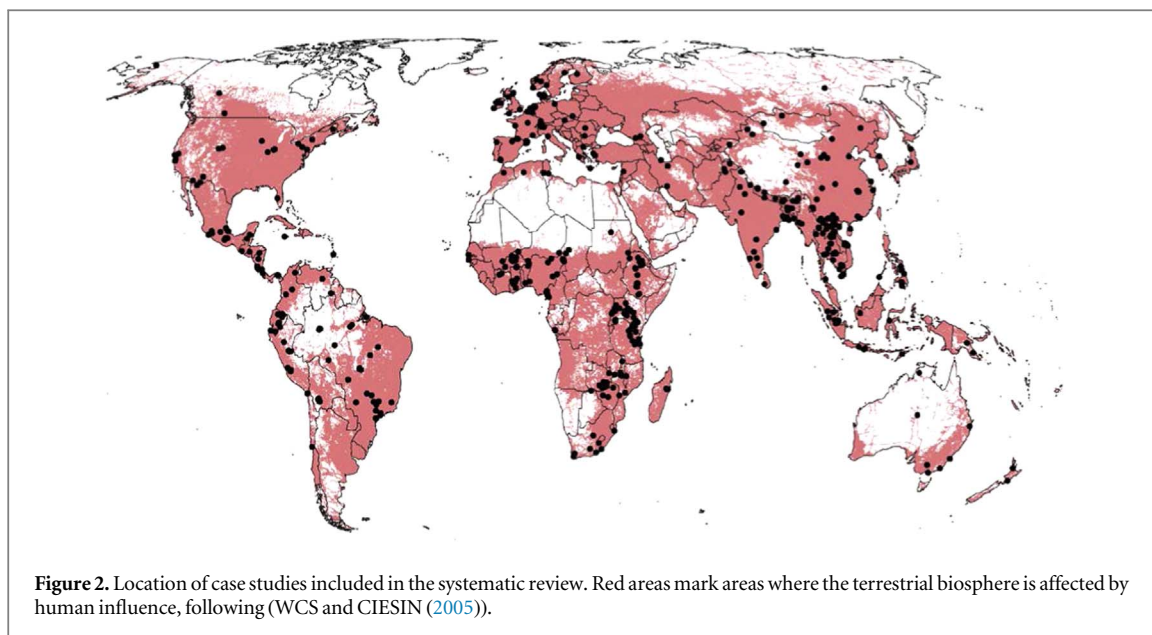 Figure 2. Location of case studies included in the systematic review. Red areas mark areas where the terrestrial biosphere is affected by
human influence, following (WCS and CIESIN (2005)).